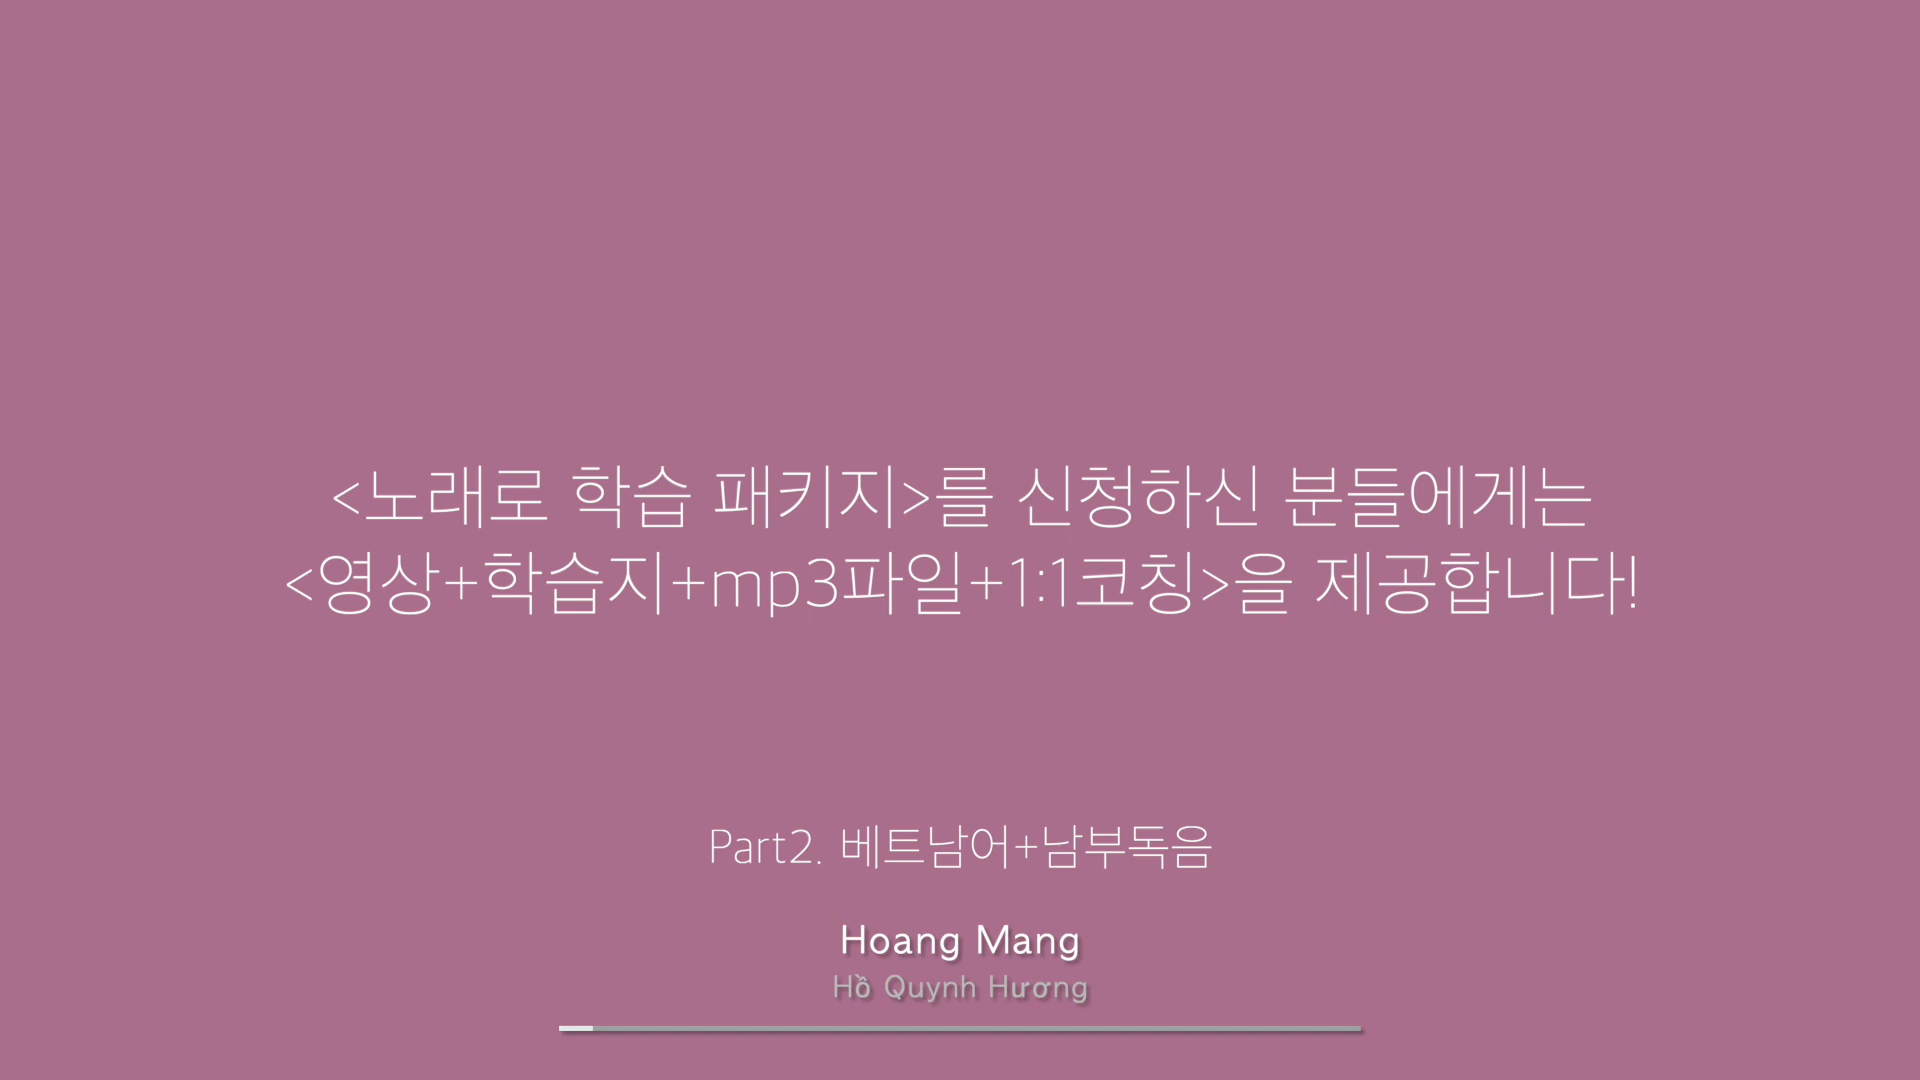 <노래로 학습 패키지>를 신청하신 분들에게는
<영상+학습지+mp3파일+1:1코칭>을 제공합니다!
Part2. 베트남어+남부독음
Hoang Mang
Hồ Quynh Hương